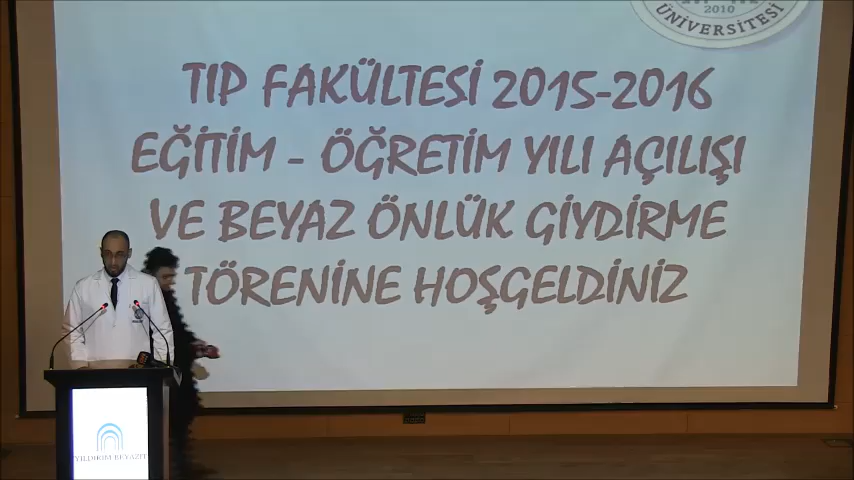 2010
ÜNİVERSİTESİ
TIP FAKÜLTESİ 2015-2016
EĞİTİM - ÖĞRETİM YILI AÇILIŞI
VE BEYAZ ÖNLÜK GİYDİRME
TÖRENİNE HOŞGELDİNİZ
YILDIRIM BEYAZIT